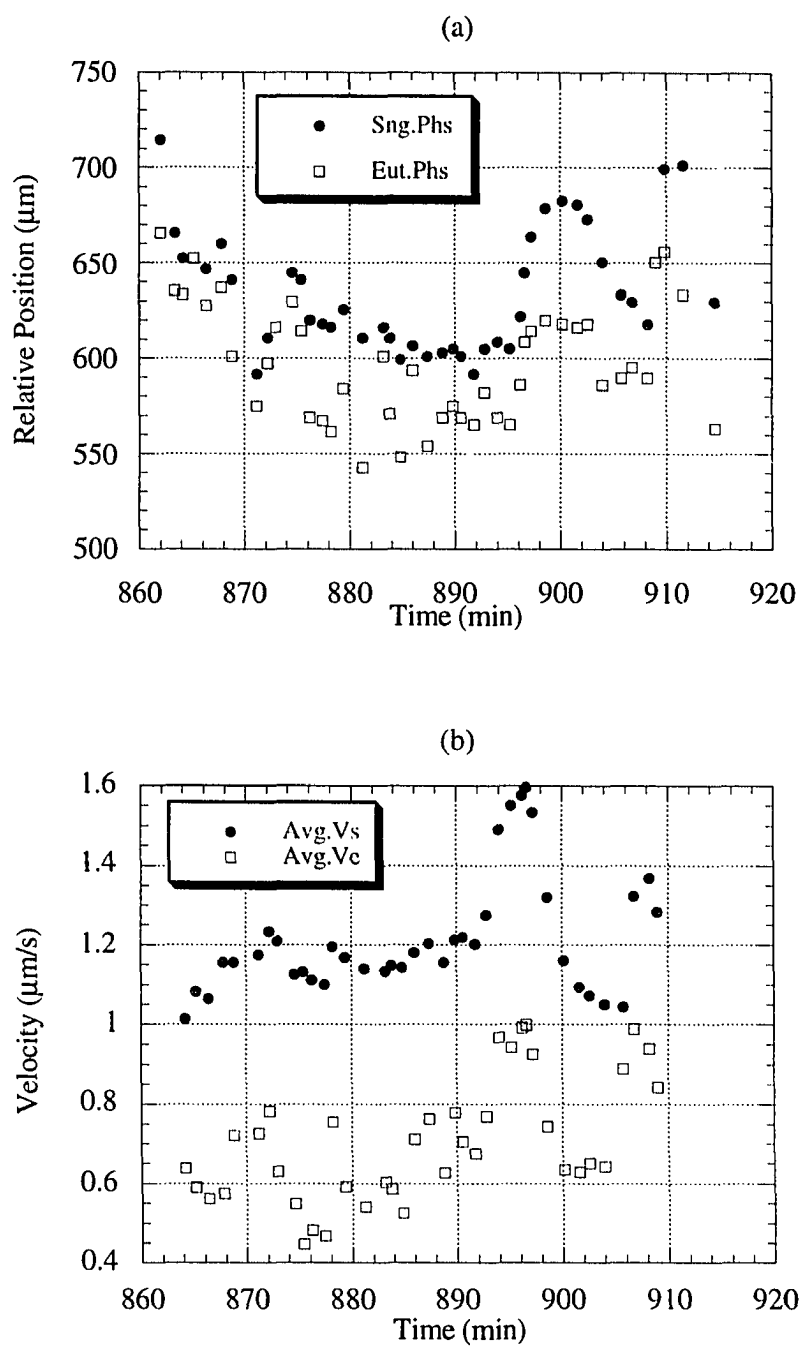 (a)
750
700
650
600
550
500
Relative Position (µm)
Sng.Phs
Eut.Phs
860 870 880 890 900 910 920
Time (min)
(b)
1.6
1.4
1.2
1
0.8
0.6
0.4
Velocity (µm/s)
Avg.Vs
Avg.Ve
860 870 880 890 900 910 920
Time (min)